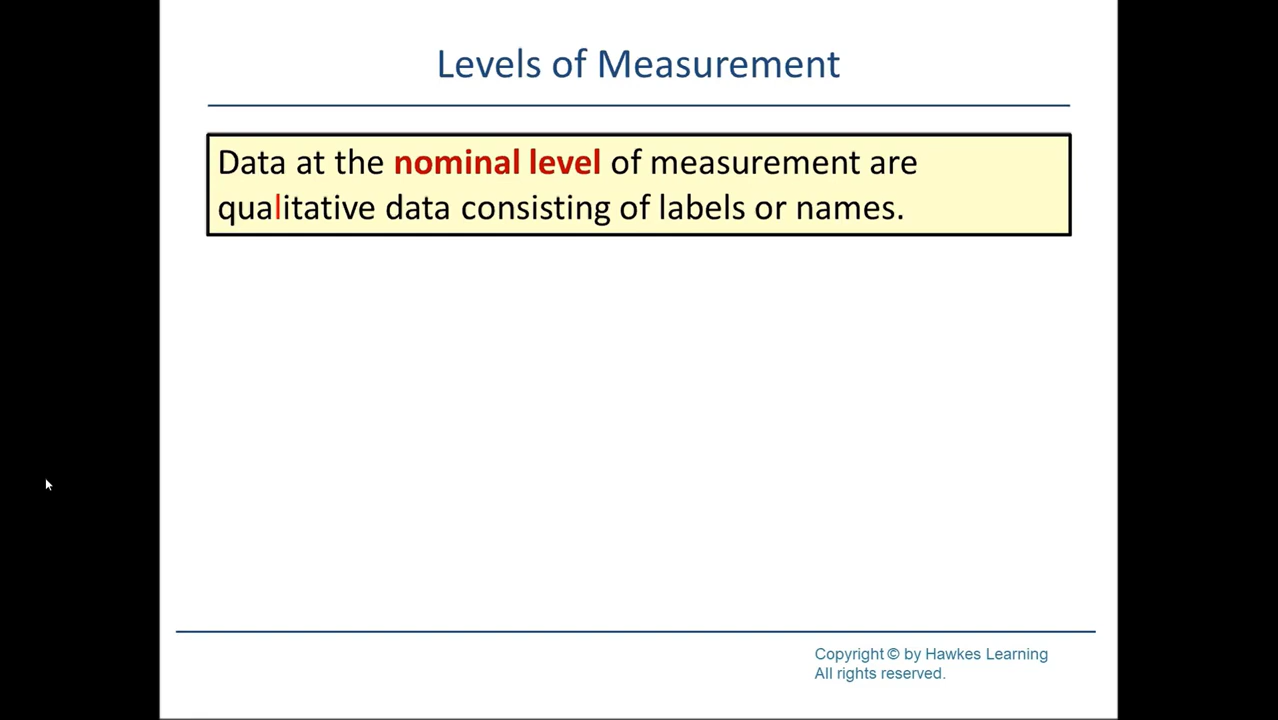 Levels of Measurement
Data at the nominal level of measurement are
qualitative data consisting of labels or names.
Copyright © by Hawkes Learning
All rights reserved.